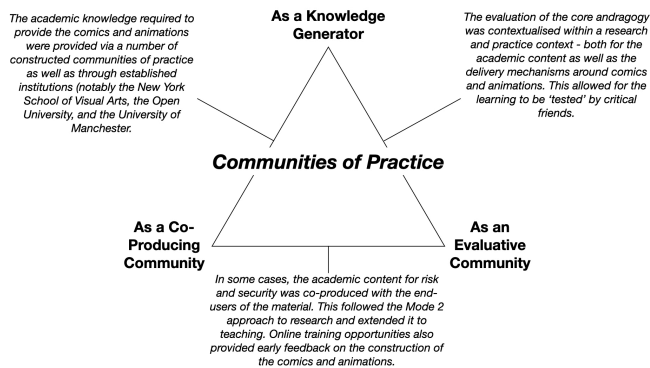 The academic knowledge required to
provide the comics and animations
were provided via a number of
constructed communities of practice
as well as through established
institutions (notably the New York
School of Visual Arts, the Open
University, and the University of
Manchester.
As a Knowledge
Generator
The evaluation of the core andragogy
was contextualised within a research
and practice context - both for the
academic content as well as the
delivery mechanisms around comics
and animations. This allowed for the
learning to be ‘tested’ by critical
friends.
Communities of Practice
As a Co-
Producing
Community
As an
Evaluative
Community
In some cases, the academic content for risk
and security was co-produced with the end-
users of the material. This followed the Mode 2
approach to research and extended it to
teaching. Online training opportunities also
provided early feedback on the construction of
the comics and animations.